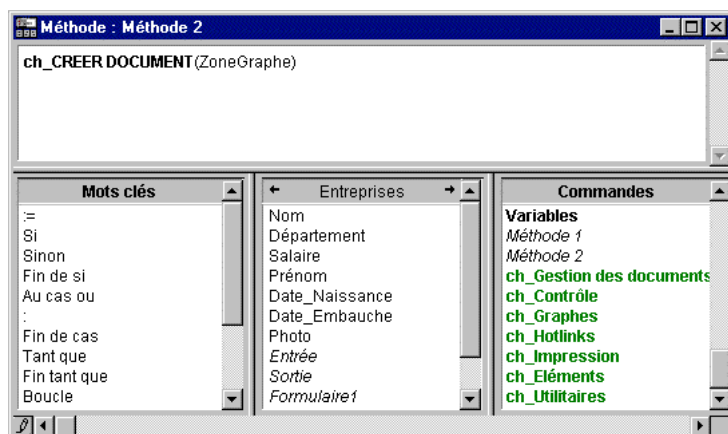 Méthode : Méthode 2
ch_CREER DOCUMENT(ZoneGraphe)
Mots clés
:=
Si
Sinon
Fin de si
Au cas ou
:
Fin de cas
Tant que
Fin tant que
Boucle
Entreprises
Nom
Département
Salaire
Prénom
Date_Naissance
Date_Embauche
Photo
Entrée
Sortie
Formulaire1
Commandes
Variables
Méthode 1
Méthode 2
ch_Gestion des documents
ch_Contrôle
ch_Graphes
ch_Hotlinks
ch_Impression
ch_Eléments
ch_Utilitaires